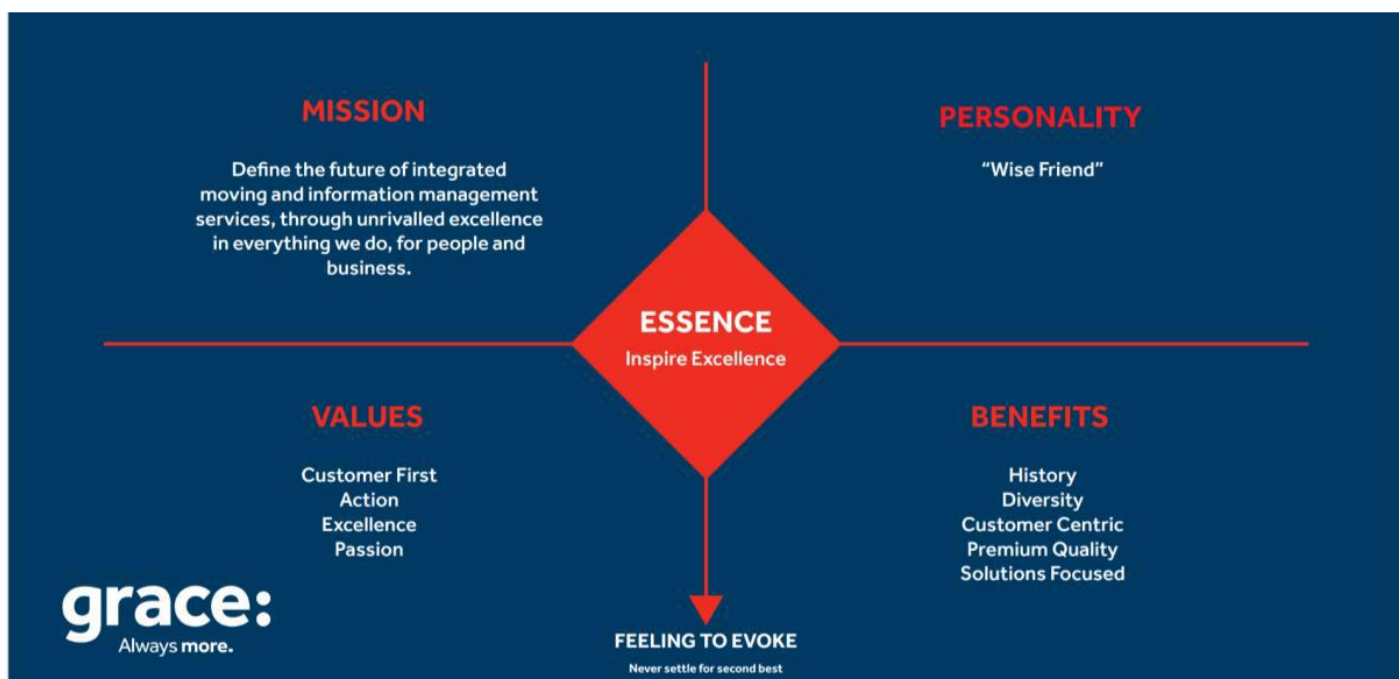 MISSION
Define the future of integrated
moving and information management
services, through unrivalled excellence
in everything we do, for people and
business.
PERSONALITY
“Wise Friend”
ESSENCE
Inspire Excellence
VALUES
Customer First
Action
Excellence
Passion
BENEFITS
History
Diversity
Customer Centric
Premium Quality
Solutions Focused
grace:
Always more.
FEELING TO EVOKE
Never settle for second best